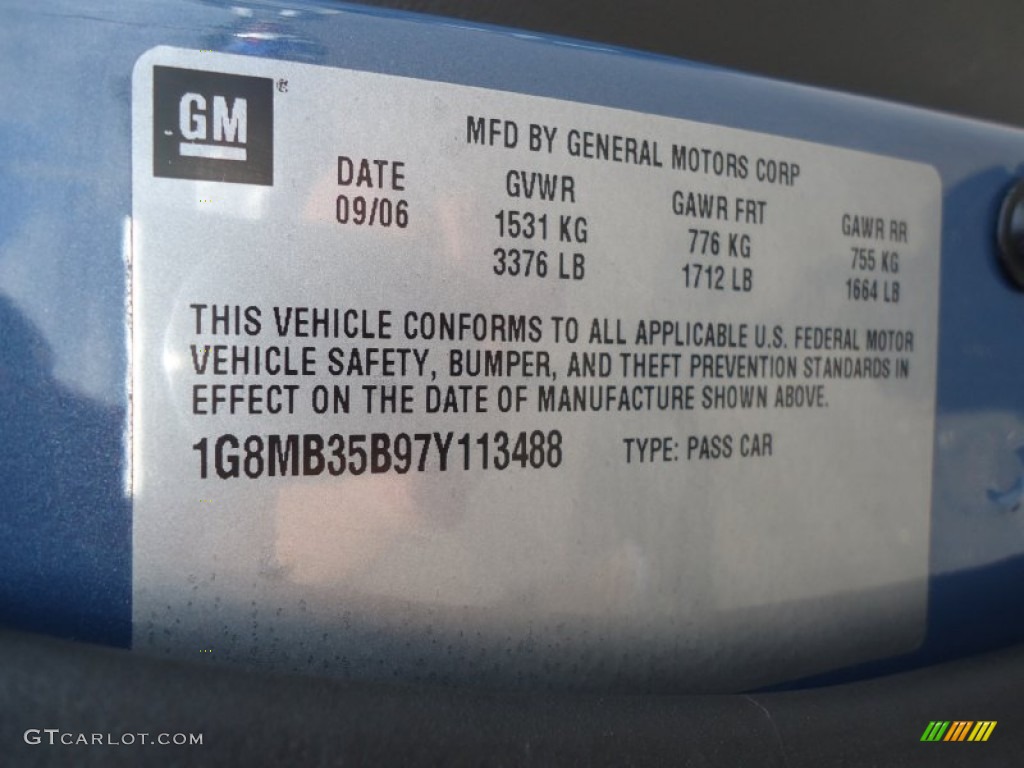 GM ®
MFD BY GENERAL MOTORS CORP
DATE GVWR GAWR FRT GAWR RR
09/06 1531 KG 776 KG 755 KG
3376 LB 1712 LB 1664 LB
THIS VEHICLE CONFORMS TO ALL APPLICABLE U.S. FEDERAL MOTOR
VEHICLE SAFETY, BUMPER, AND THEFT PREVENTION STANDARDS IN
EFFECT ON THE DATE OF MANUFACTURE SHOWN ABOVE.
1G8MB35B97Y113488 TYPE: PASS CAR
GTCARLOT.COM